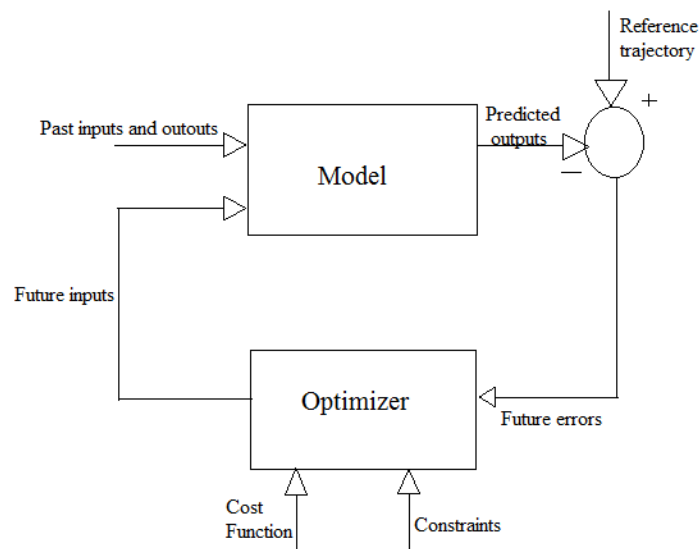 Reference
trajectory
+
Past inputs and outouts
Predicted
outputs
Model
−
Future inputs
Optimizer
Future errors
Cost
Function
Constraints